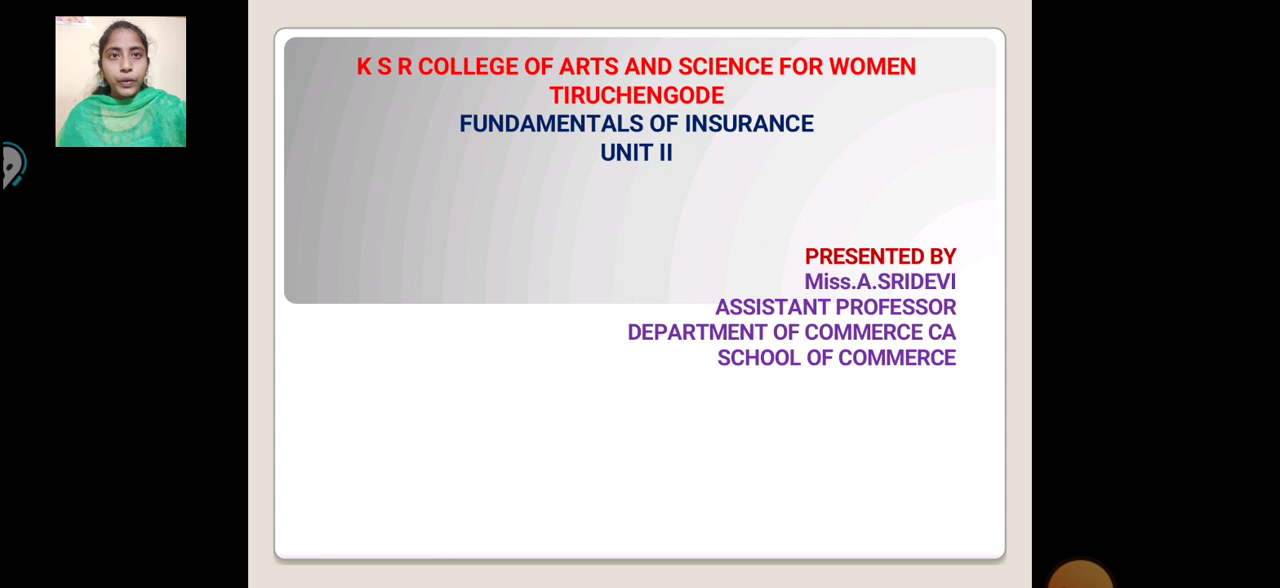 K S R COLLEGE OF ARTS AND SCIENCE FOR WOMEN
TIRUCHENGODE
FUNDAMENTALS OF INSURANCE
UNIT II
PRESENTED BY
Miss.A.SRIDEVI
ASSISTANT PROFESSOR
DEPARTMENT OF COMMERCE CA
SCHOOL OF COMMERCE